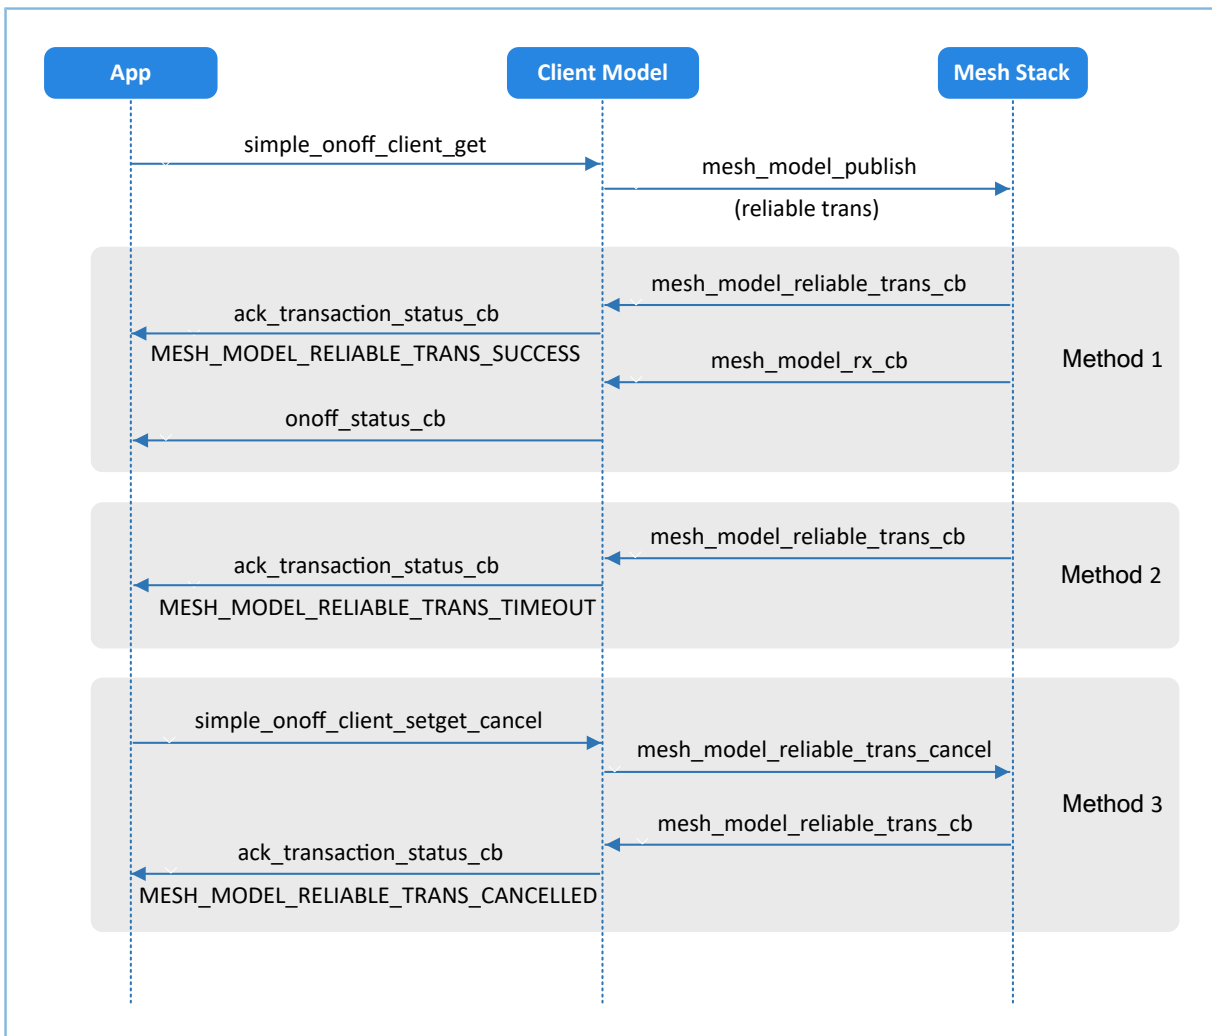 App
Client Model
Mesh Stack
simple_onoff_client_get
mesh_model_publish
(reliable trans)
mesh_model_reliable_trans_cb
ack_transaction_status_cb
MESH_MODEL_RELIABLE_TRANS_SUCCESS
mesh_model_rx_cb
Method 1
onoff_status_cb
mesh_model_reliable_trans_cb
ack_transaction_status_cb
Method 2
MESH_MODEL_RELIABLE_TRANS_TIMEOUT
simple_onoff_client_setget_cancel
mesh_model_reliable_trans_cancel
Method 3
mesh_model_reliable_trans_cb
ack_transaction_status_cb
MESH_MODEL_RELIABLE_TRANS_CANCELLED